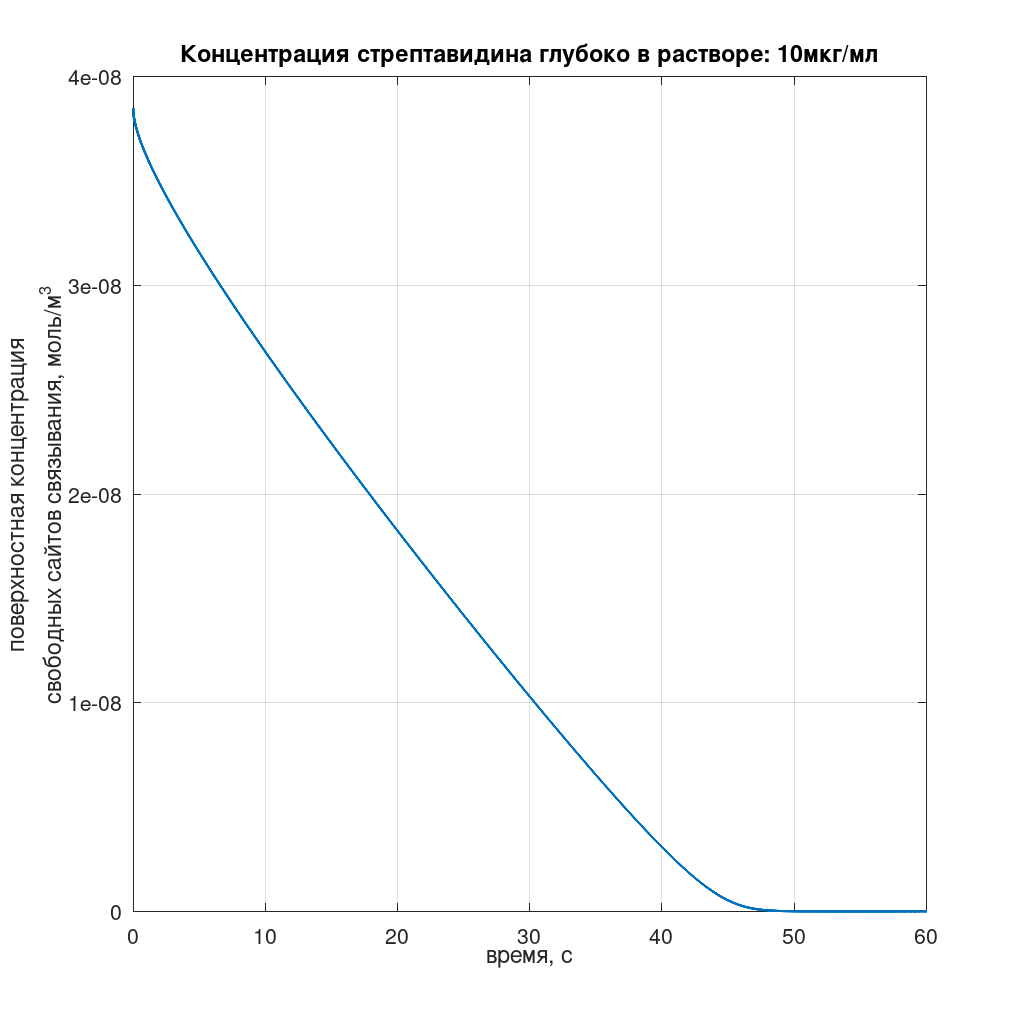 Концентрация стрептавидина глубоко в растворе: 10мкг/мл
поверхностная концентрация
свободных сайтов связывания, моль/м³
4e-08
3e-08
2e-08
1e-08
0
0
10
20
30
40
50
60
время, с